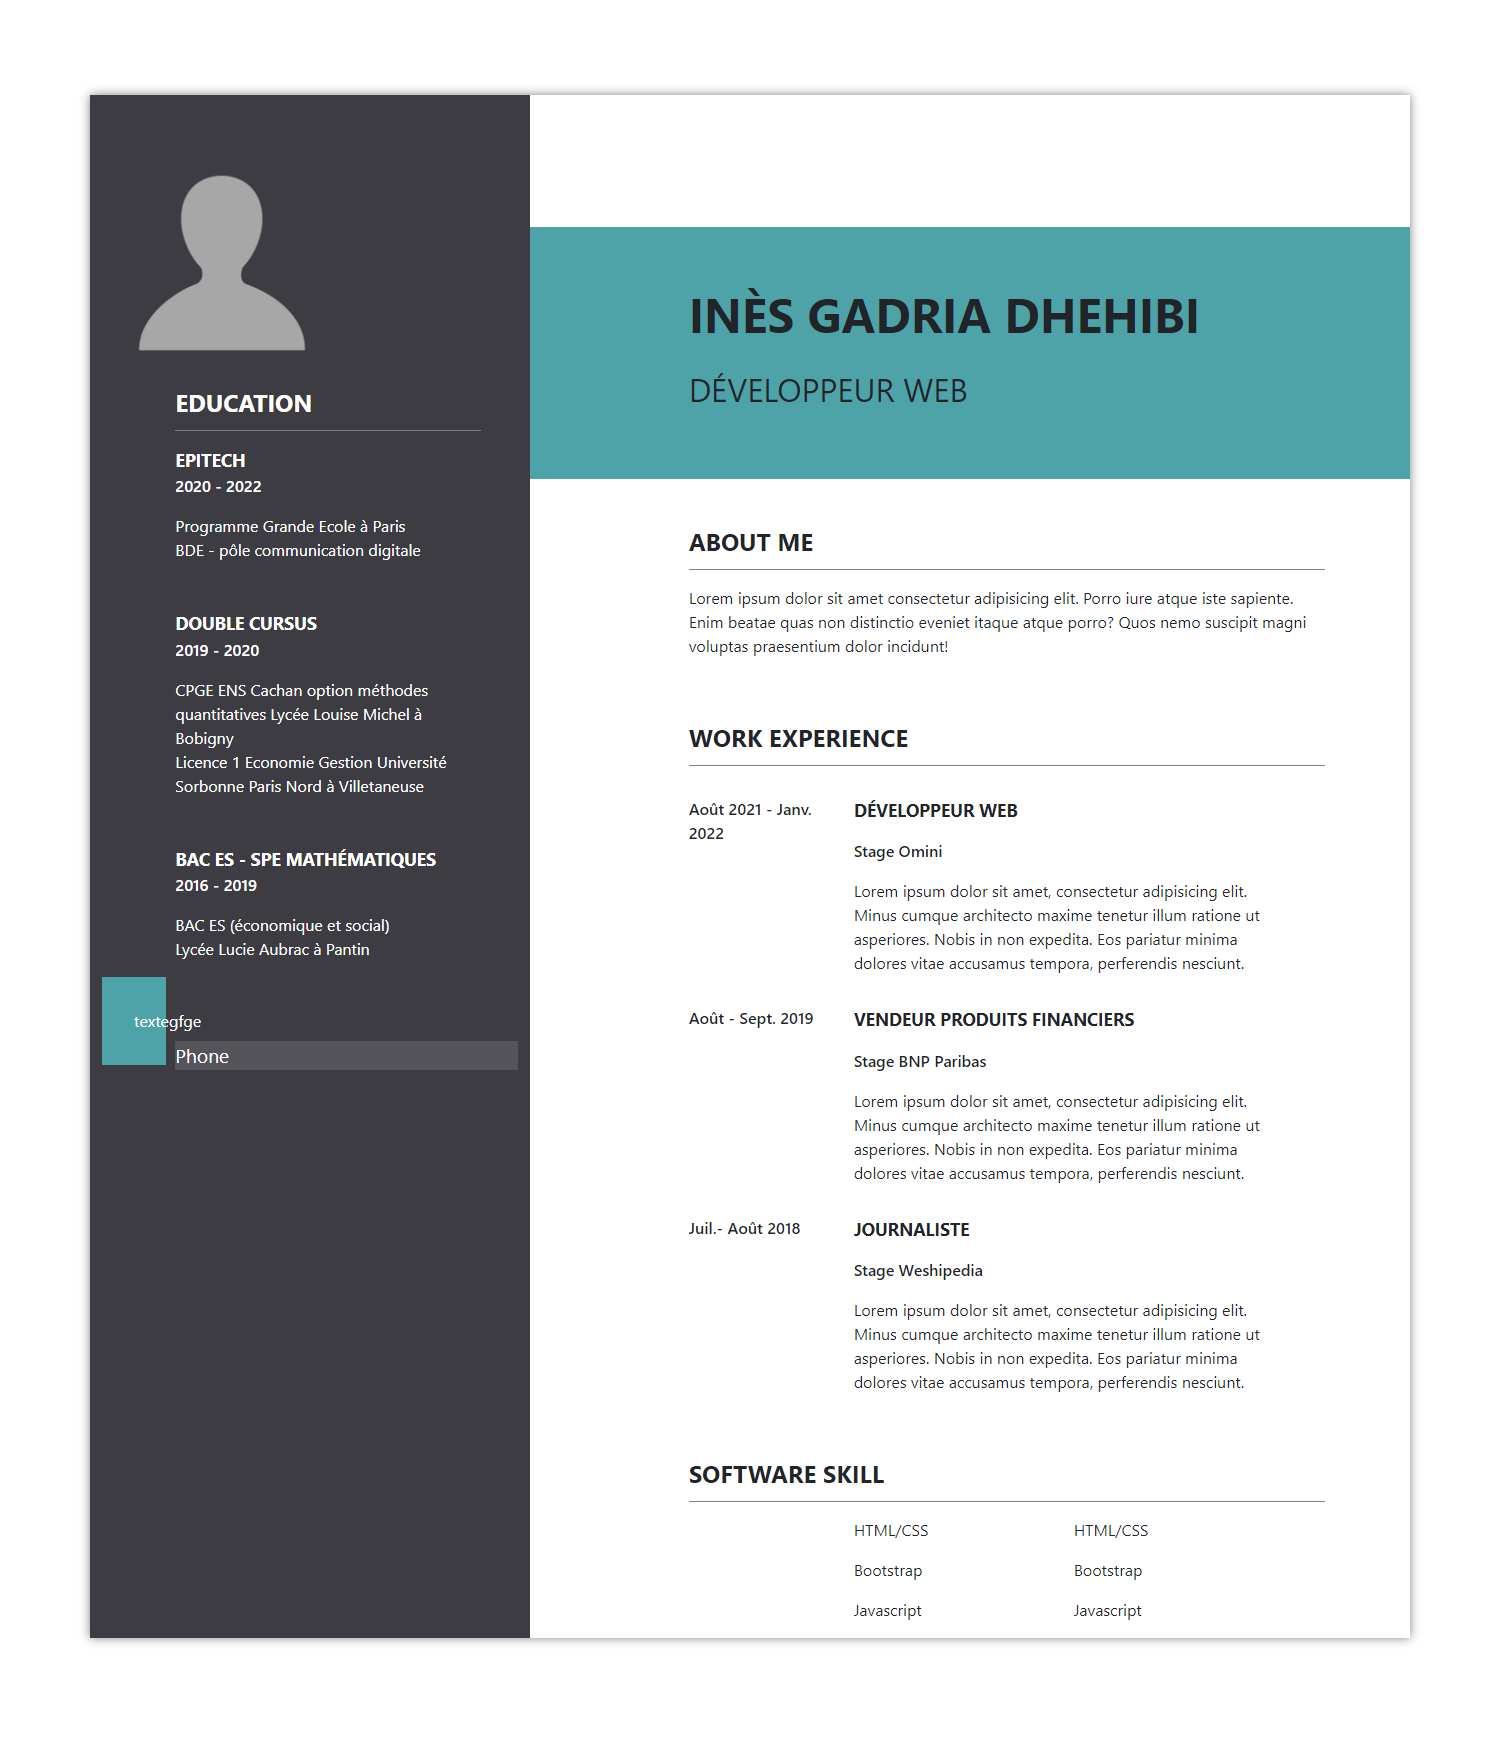 EDUCATION
EPITECH
2020 - 2022
Programme Grande Ecole à Paris
BDE - pôle communication digitale
DOUBLE CURSUS
2019 - 2020
CPGE ENS Cachan option méthodes
quantitatives Lycée Louise Michel à
Bobigny
Licence 1 Economie Gestion Université
Sorbonne Paris Nord à Villetaneuse
BAC ES - SPE MATHÉMATIQUES
2016 - 2019
BAC ES (économique et social)
Lycée Lucie Aubrac à Pantin
textegfge
Phone
INÈS GADRIA DHEHIBI
DÉVELOPPEUR WEB
ABOUT ME
Lorem ipsum dolor sit amet consectetur adipisicing elit. Porro iure atque iste sapiente.
Enim beatae quas non distinctio eveniet itaque atque porro? Quos nemo suscipit magni
voluptas praesentium dolor incidunt!
WORK EXPERIENCE
Août 2021 - Janv.
2022
DÉVELOPPEUR WEB
Stage Omini
Lorem ipsum dolor sit amet, consectetur adipisicing elit.
Minus cumque architecto maxime tenetur illum ratione ut
asperiores. Nobis in non expedita. Eos pariatur minima
dolores vitae accusamus tempora, perferendis nesciunt.
Août - Sept. 2019
VENDEUR PRODUITS FINANCIERS
Stage BNP Paribas
Lorem ipsum dolor sit amet, consectetur adipisicing elit.
Minus cumque architecto maxime tenetur illum ratione ut
asperiores. Nobis in non expedita. Eos pariatur minima
dolores vitae accusamus tempora, perferendis nesciunt.
Juil.- Août 2018
JOURNALISTE
Stage Weshipedia
Lorem ipsum dolor sit amet, consectetur adipisicing elit.
Minus cumque architecto maxime tenetur illum ratione ut
asperiores. Nobis in non expedita. Eos pariatur minima
dolores vitae accusamus tempora, perferendis nesciunt.
SOFTWARE SKILL
HTML/CSS HTML/CSS
Bootstrap Bootstrap
Javascript Javascript